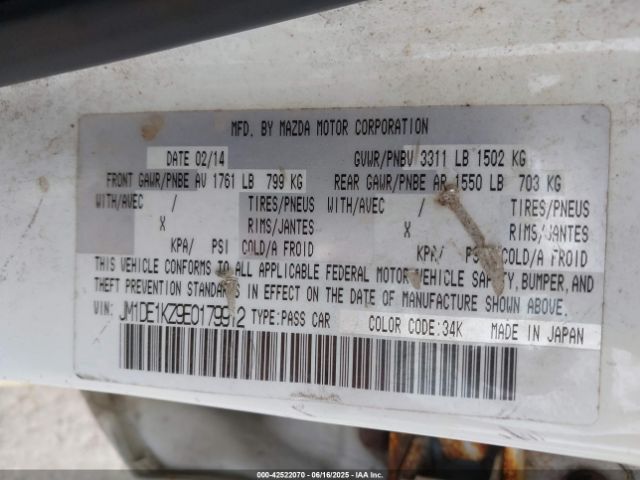 MFD. BY MAZDA MOTOR CORPORATION
DATE 02/14 GVWR/PNBV 3311 LB 1502 KG
FRONT GAWR/PNBE AV 1761 LB 799 KG REAR GAWR/PNBE AR 1550 LB 703 KG
WITH/AVEC / TIRES/PNEUS WITH/AVEC / TIRES/PNEUS
X RIMS/JANTES X RIMS/JANTES
KPA/ PSI COLD/A FROID KPA/ PSI COLD/A FROID
THIS VEHICLE CONFORMS TO ALL APPLICABLE FEDERAL MOTOR VEHICLE SAFETY, BUMPER, AND
THEFT PREVENTION STANDARDS IN EFFECT ON THE DATE OF MANUFACTURE SHOWN ABOVE.
VIN: JM1DE1KZ9E0179912 TYPE:PASS CAR COLOR CODE:34K MADE IN JAPAN
000-42522070 - 06/16/2025 - IAA Inc.